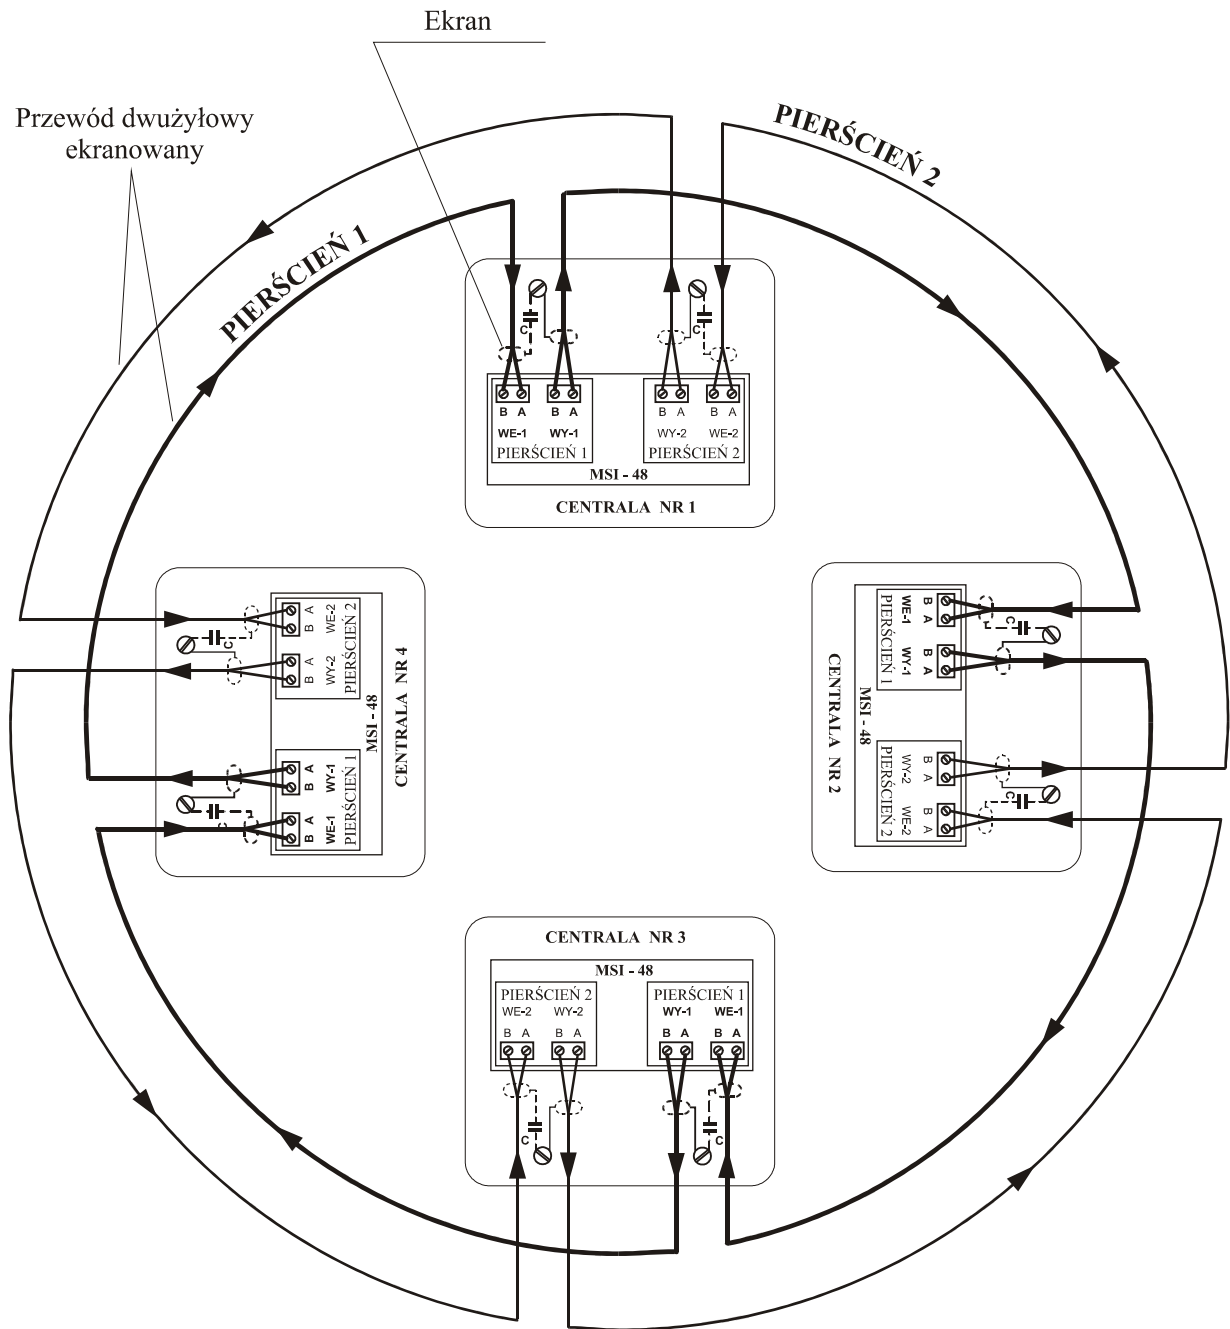 Ekran
Przewód dwużyłowy
ekranowany
PIERŚCIEŃ 2
PIERŚCIEŃ 1
C
C
B A B A
WE-1 WY-1
PIERŚCIEŃ 1
B A B A
WY-2 WE-2
PIERŚCIEŃ 2
MSI - 48
CENTRALA NR 1
B
A
WE-1
B
A
WY-1
PIERŚCIEŃ 1
C
B
A
WY-2
B
A
WE-2
PIERŚCIEŃ 2
C
MSI - 48
CENTRALA NR 2
CENTRALA NR 3
MSI - 48
PIERŚCIEŃ 2
WE-2 WY-2
B A B A
PIERŚCIEŃ 1
WY-1 WE-1
B A B A
C
C
A
B
WE-2
A
B
WY-2
PIERŚCIEŃ 2
C
A
B
WY-1
A
B
WE-1
PIERŚCIEŃ 1
C
MSI - 48
CENTRALA NR 4